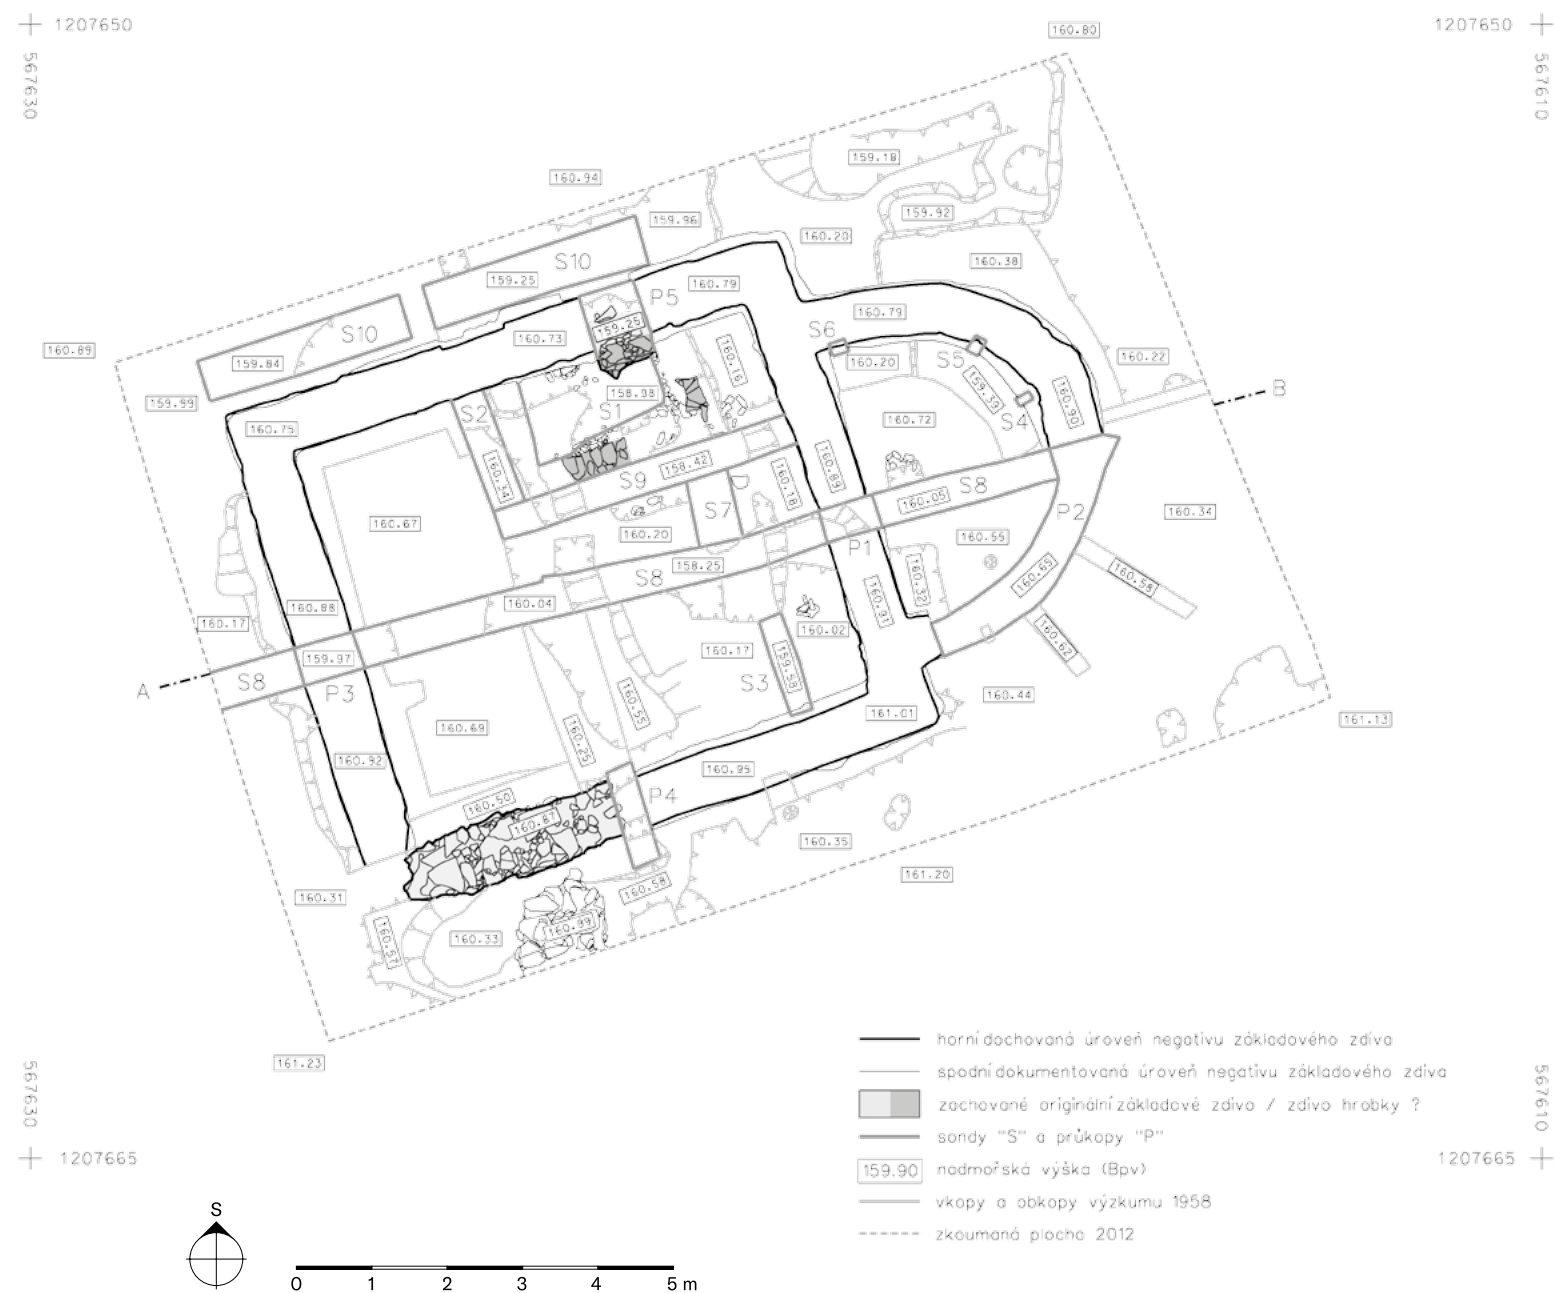 1207650
1207650
567630
567610
160.80
159.18
160.94
159.92
159.96
160.20
160.38
S10
159.25
160.79
P5
S10
159.84
160.73
159.25
160.79
S6
160.89
160.16
160.20
S5
160.22
158.98
159.39
B
159.99
160.75
S2
S1
160.72
S4
160.90
158.42
160.34
S9
160.89
160.18
160.05
S8
160.67
S7
P2
160.34
160.20
P1
160.55
158.25
S8
160.65
160.58
160.32
160.91
160.04
160.88
160.17
160.02
160.62
160.17
159.97
A
S8
P3
S3
159.58
160.44
160.55
161.01
161.13
160.69
160.25
160.92
160.95
160.50
P4
160.87
160.35
161.20
160.31
160.58
160.57
160.33
160.99
161.23
567630
567610
1207665
1207665
horní dochovaná úroveň negativu základového zdiva
spodní dokumentovaná úroveň negativu základového zdiva
zachované originální základové zdivo / zdivo hrobky ?
sondy "S" a průkopy "P"
159.90 nadmořská výška (Bpv)
vkopy a obkopy výzkumu 1958
zkoumaná plocha 2012
S
0 1 2 3 4 5 m